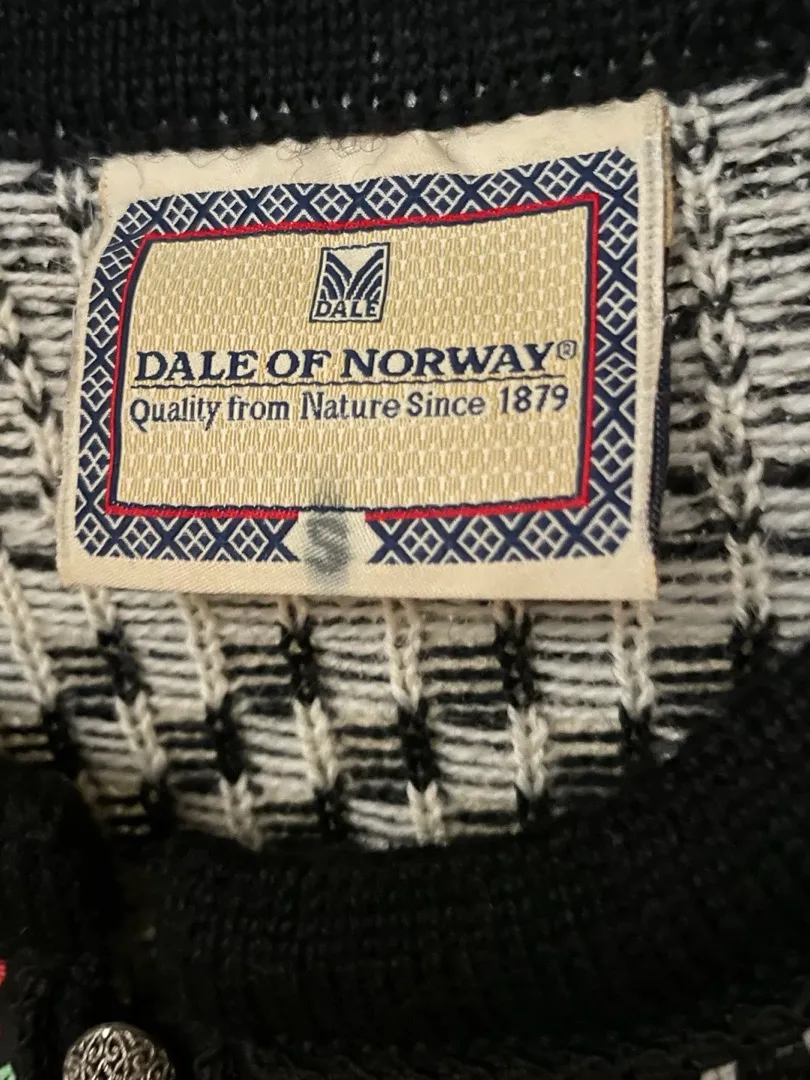 DALE
DALE OF NORWAY®
Quality from Nature Since 1879
S